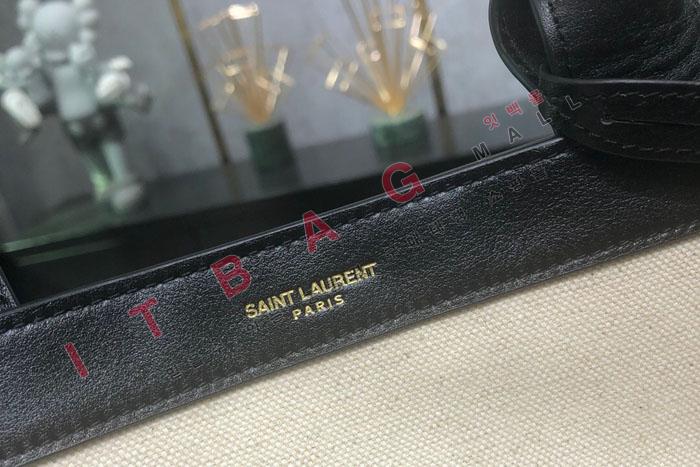 SAINT LAURENT
PARIS
ITBAG
잇백몰
MALL